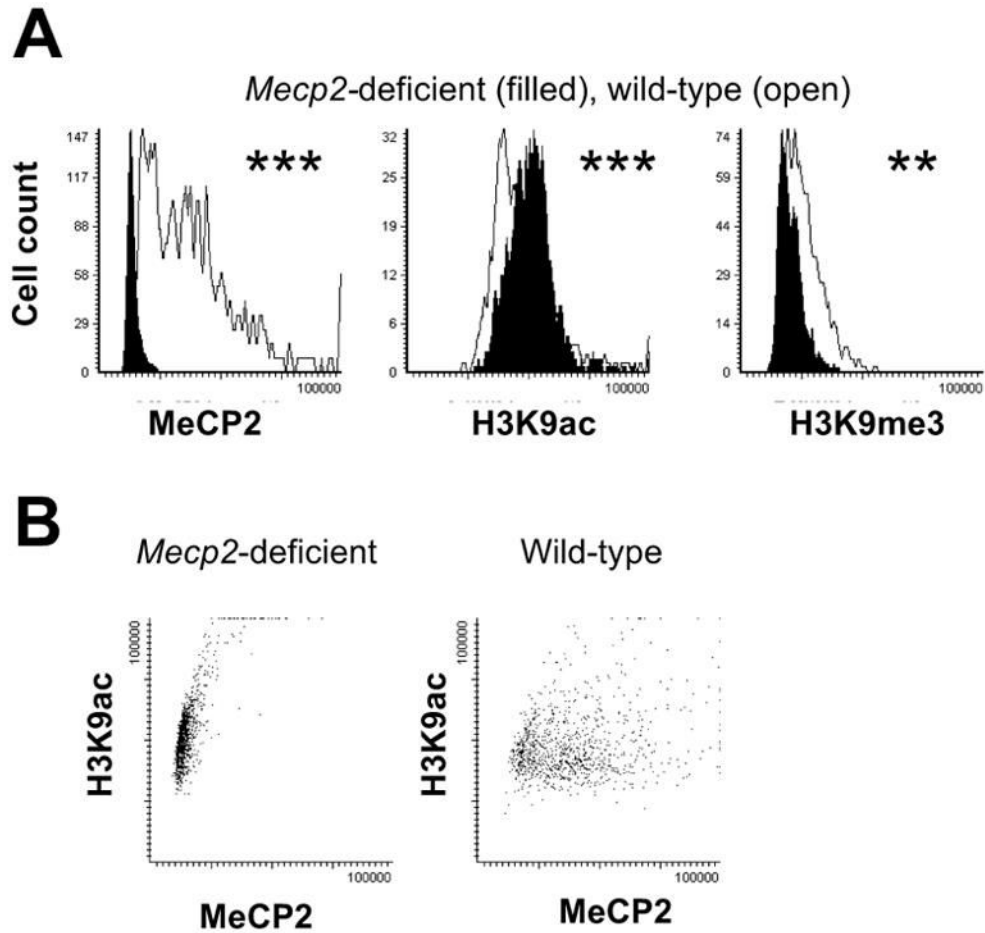 A
Mecp2-deficient (filled), wild-type (open)
Cell count
147
117
88
58
29
0
***
100000
MeCP2
32
25
19
12
6
0
***
100000
H3K9ac
74
59
44
29
14
0
**
100000
H3K9me3
B
Mecp2-deficient
Wild-type
H3K9ac
100000
100000
MeCP2
H3K9ac
100000
100000
MeCP2